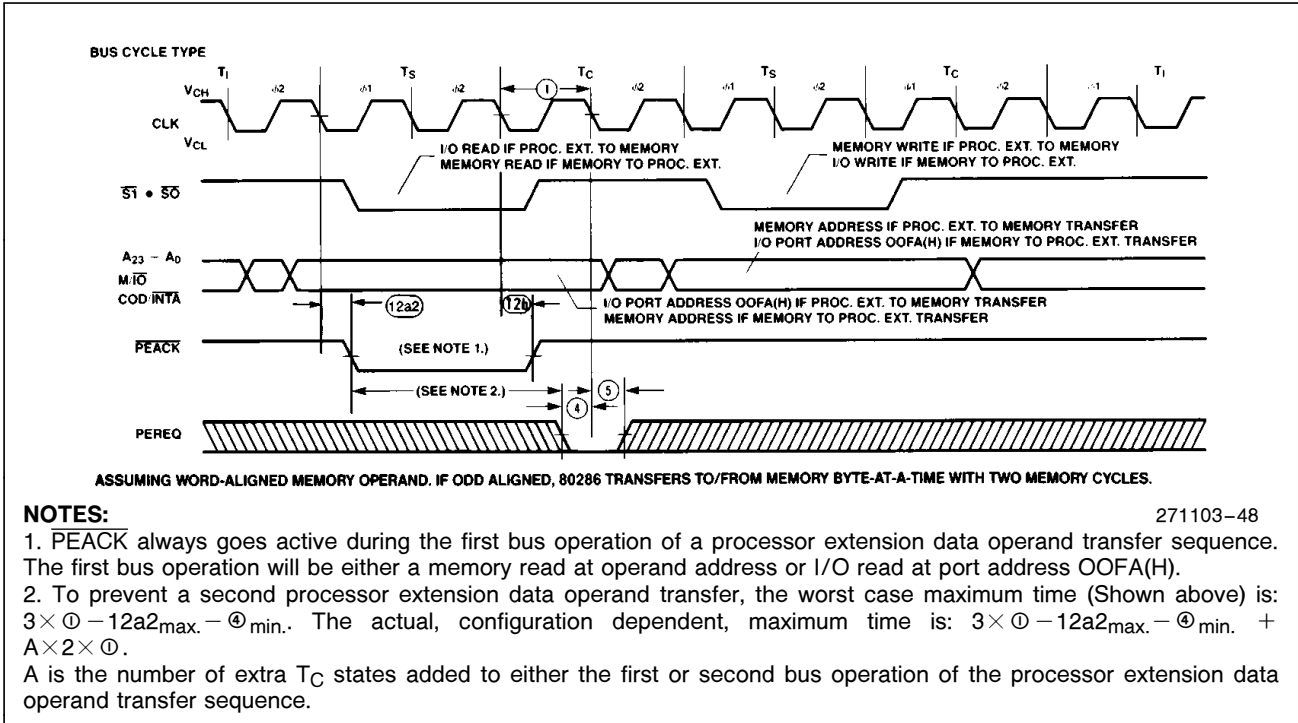 BUS CYCLE TYPE
TI TS TC TS TC TI
VCH ϕ2 ϕ1 ϕ2 ① ϕ2 ϕ1 ϕ2 ϕ1 ϕ2 ϕ1
CLK
VCL
I/O READ IF PROC. EXT. TO MEMORY
MEMORY READ IF MEMORY TO PROC. EXT.
MEMORY WRITE IF PROC. EXT. TO MEMORY
I/O WRITE IF MEMORY TO PROC. EXT.
S1 • SO
MEMORY ADDRESS IF PROC. EXT. TO MEMORY TRANSFER
I/O PORT ADDRESS OOFA(H) IF MEMORY TO PROC. EXT. TRANSFER
A23 – A0
M/IO
COD/INTA
12a2 12b
I/O PORT ADDRESS OOFA(H) IF PROC. EXT. TO MEMORY TRANSFER
MEMORY ADDRESS IF MEMORY TO PROC. EXT. TRANSFER
PEACK
(SEE NOTE 1.)
(SEE NOTE 2.)
④ ⑤
PEREQ
ASSUMING WORD-ALIGNED MEMORY OPERAND. IF ODD ALIGNED, 80286 TRANSFERS TO/FROM MEMORY BYTE-AT-A-TIME WITH TWO MEMORY CYCLES.
271103–48
NOTES:
1. PEACK always goes active during the first bus operation of a processor extension data operand transfer sequence.
The first bus operation will be either a memory read at operand address or I/O read at port address OOFA(H).
2. To prevent a second processor extension data operand transfer, the worst case maximum time (Shown above) is:
3× ① −12a2max. − ④min.. The actual, configuration dependent, maximum time is: 3× ① −12a2max. − ④min. +
A×2× ①.
A is the number of extra TC states added to either the first or second bus operation of the processor extension data
operand transfer sequence.